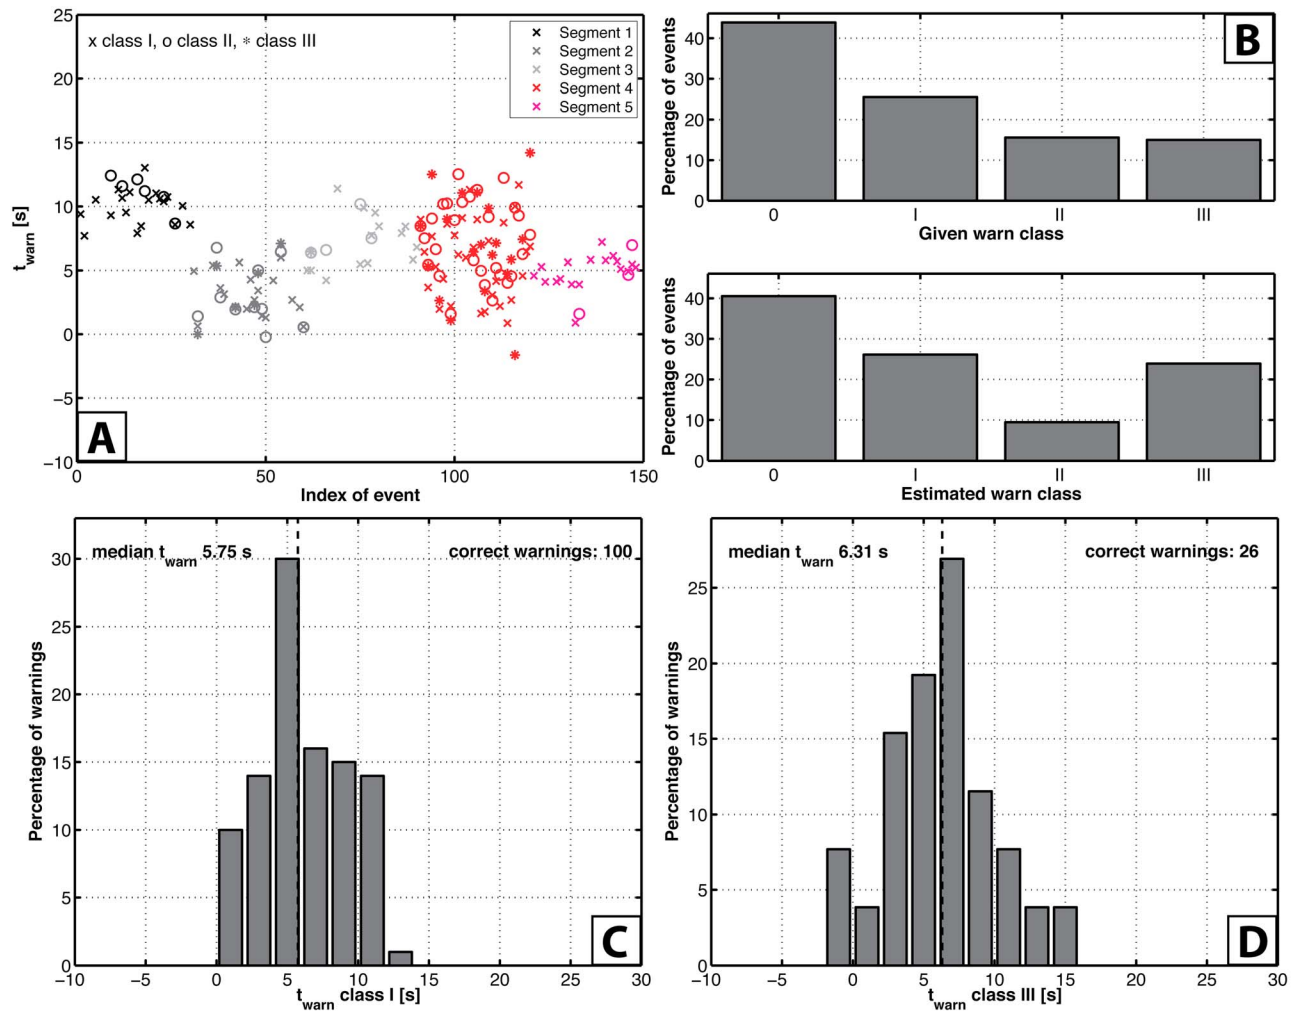 25
20
15
10
5
0
−5
−10
t_warn [s]
x class I, o class II, * class III
Segment 1
Segment 2
Segment 3
Segment 4
Segment 5
A
0
50
100
150
Index of event
40
30
20
10
0
Percentage of events
B
0
I
II
III
Given warn class
40
30
20
10
0
Percentage of events
0
I
II
III
Estimated warn class
30
25
20
15
10
5
0
Percentage of warnings
median t_warn 5.75 s
correct warnings: 100
C
−10
−5
0
5
10
15
20
25
30
t_warn class I [s]
25
20
15
10
5
0
Percentage of warnings
median t_warn 6.31 s
correct warnings: 26
D
−10
−5
0
5
10
15
20
25
30
t_warn class III [s]